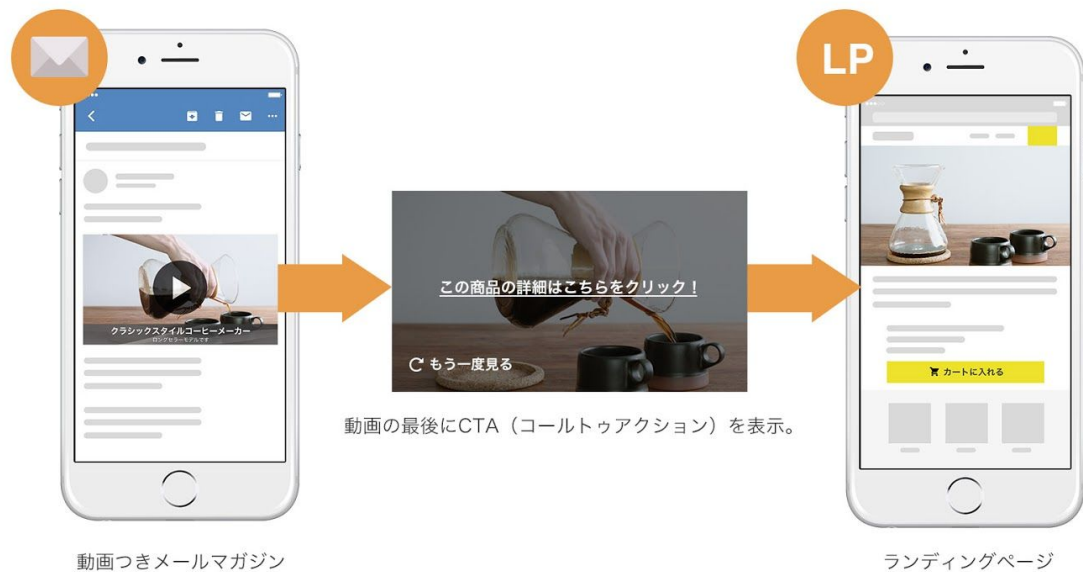 LP
クラシックスタイルコーヒーメーカー
ロングセラーモデルです
この商品の詳細はこちらをクリック！
もう一度見る
カートに入れる
動画の最後にCTA（コールトゥアクション）を表示。
動画つきメールマガジン
ランディングページ